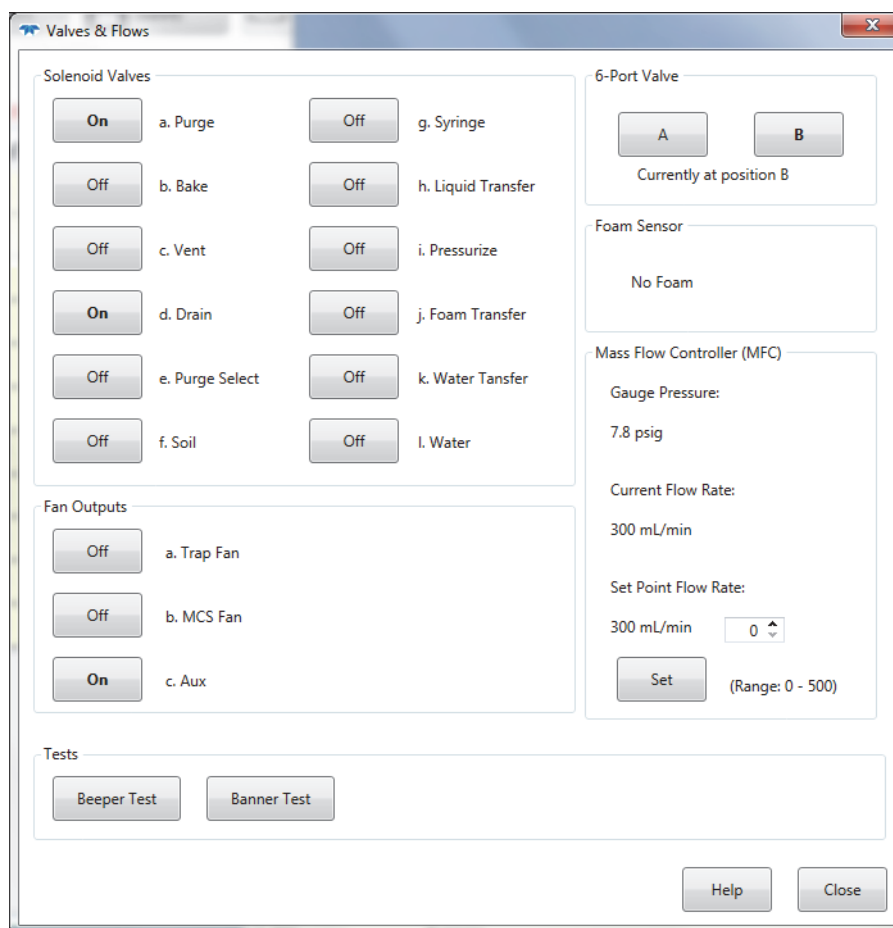 Valves & Flows
Solenoid Valves
On a. Purge Off g. Syringe
Off b. Bake Off h. Liquid Transfer
Off c. Vent Off i. Pressurize
On d. Drain Off j. Foam Transfer
Off e. Purge Select Off k. Water Tansfer
Off f. Soil Off l. Water
Fan Outputs
Off a. Trap Fan
Off b. MCS Fan
On c. Aux
6-Port Valve
A B
Currently at position B
Foam Sensor
No Foam
Mass Flow Controller (MFC)
Gauge Pressure:
7.8 psig
Current Flow Rate:
300 mL/min
Set Point Flow Rate:
300 mL/min 0
Set (Range: 0 - 500)
Tests
Beeper Test Banner Test
Help Close